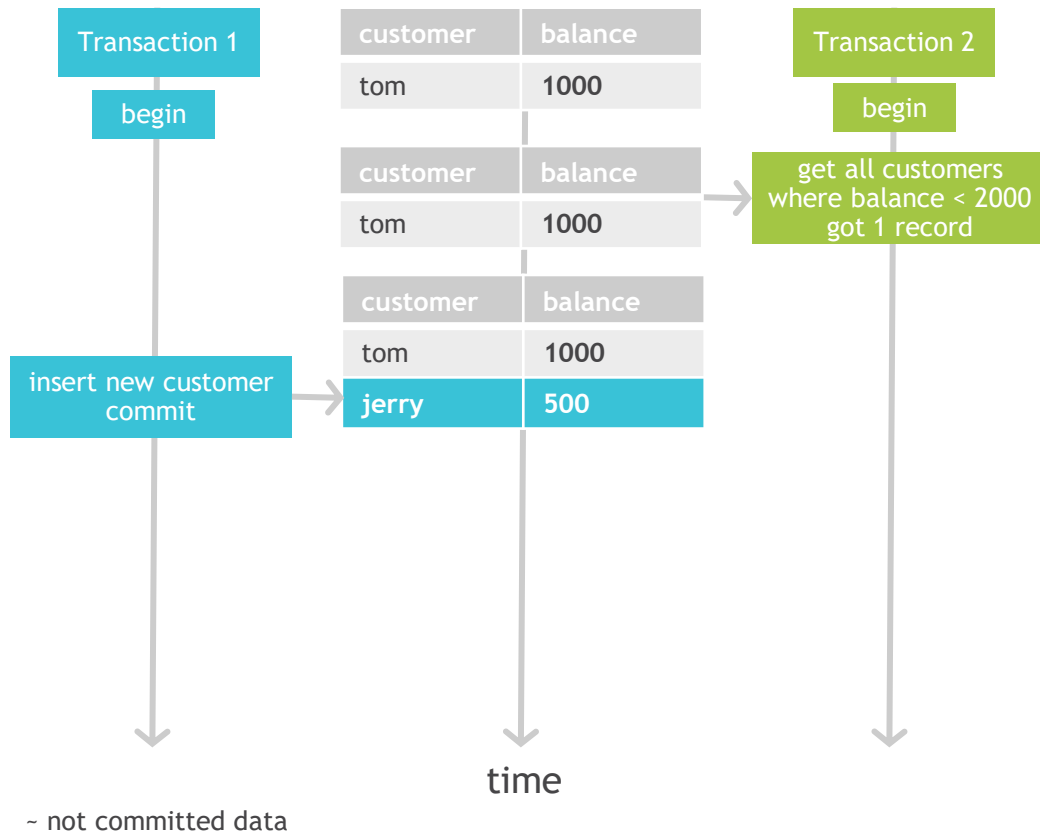 Transaction 1
customer balance
Transaction 2
tom 1000
begin
begin
customer balance
tom 1000
get all customers
where balance < 2000
got 1 record
customer balance
tom 1000
insert new customer
commit
jerry 500
time
~ not committed data